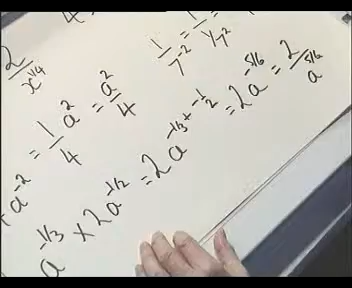 2/x^{1/4}
1/7^{-2} = 1/(1/7^2)
a^{-2} = 1/4 a^2 = a^2/4
a^{-1/3} × 2a^{-1/2} = 2a^{-1/3 + -1/2} = 2a^{-5/6} = 2/a^{5/6}